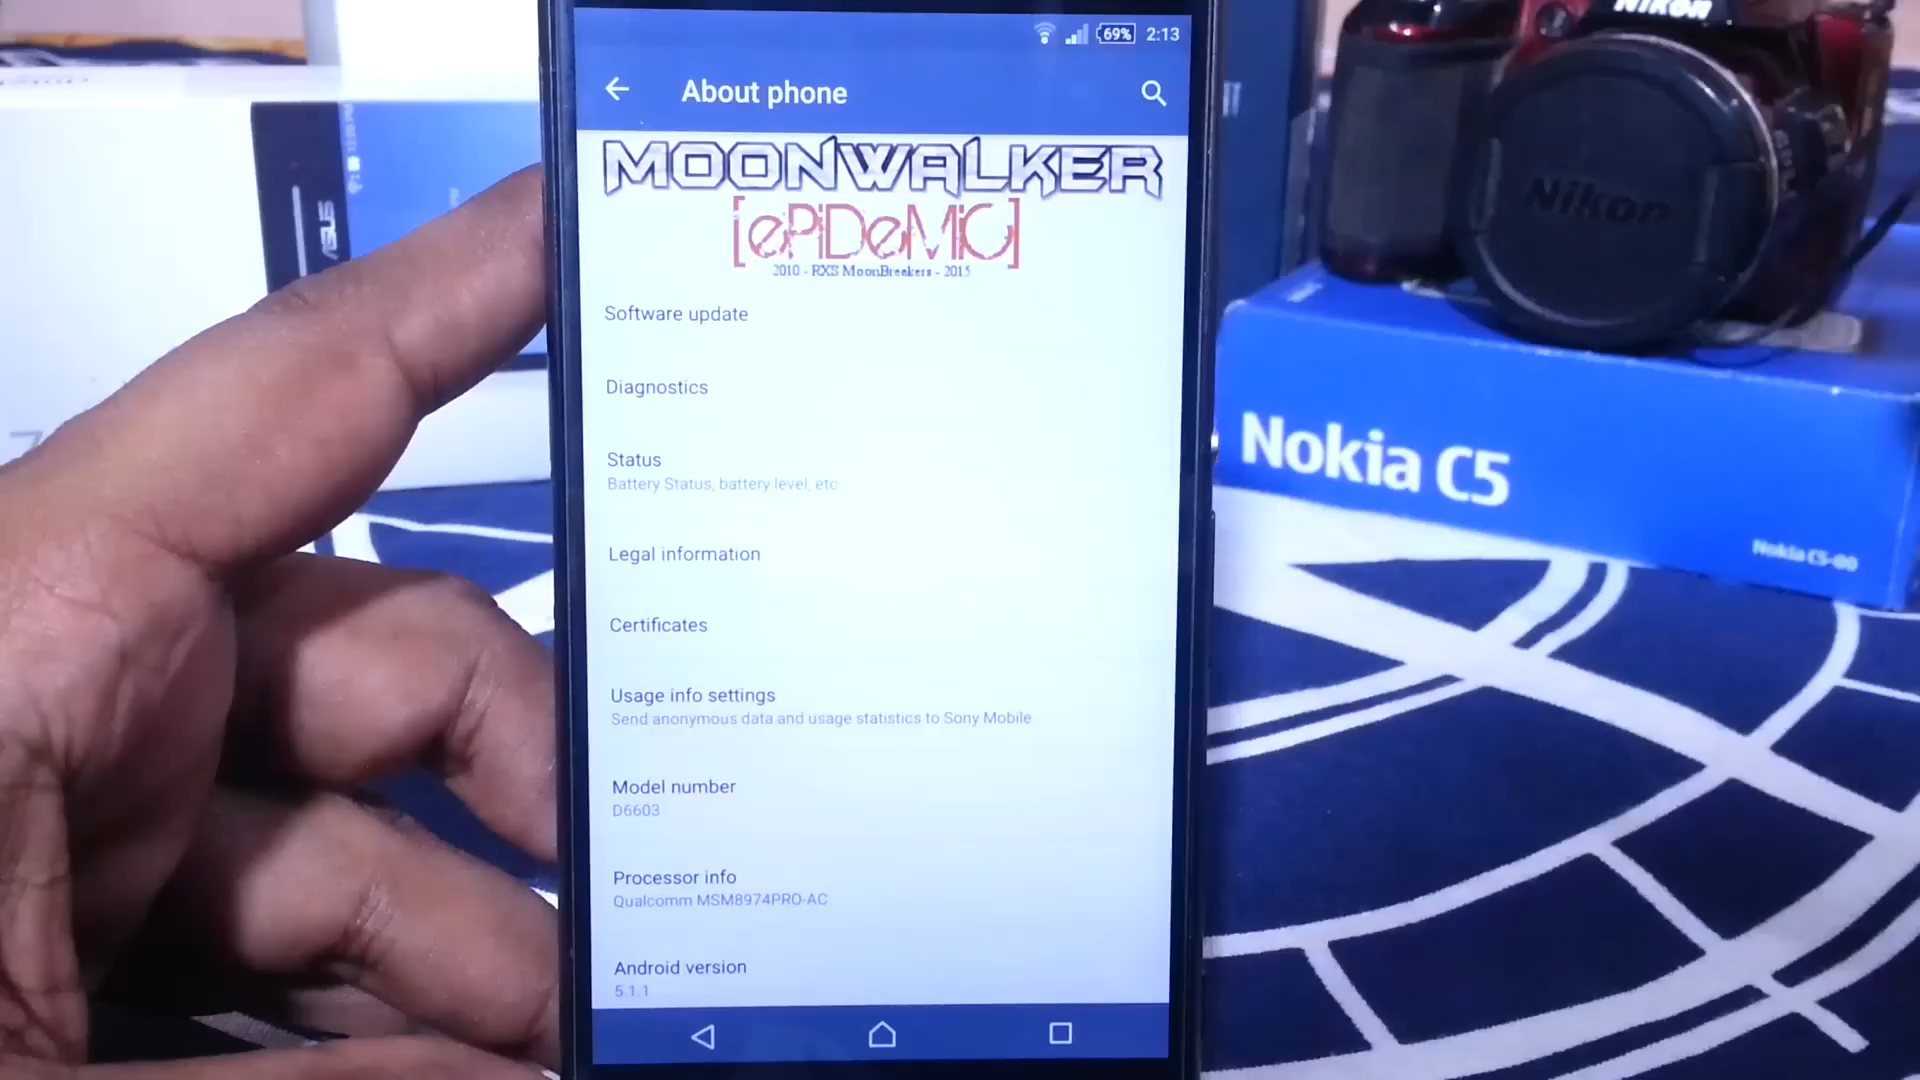 69% 2:13
About phone
MOONWALKER
[ePiDeMiC]
2010 - RXS MoonBreakers - 2015
Software update
Diagnostics
Status
Battery Status, battery level, etc
Legal information
Certificates
Usage info settings
Send anonymous data and usage statistics to Sony Mobile
Model number
D6603
Processor info
Qualcomm MSM8974PRO-AC
Android version
5.1.1
ASUS
Nikon
Nikon
Nokia C5
Nokia C5-00